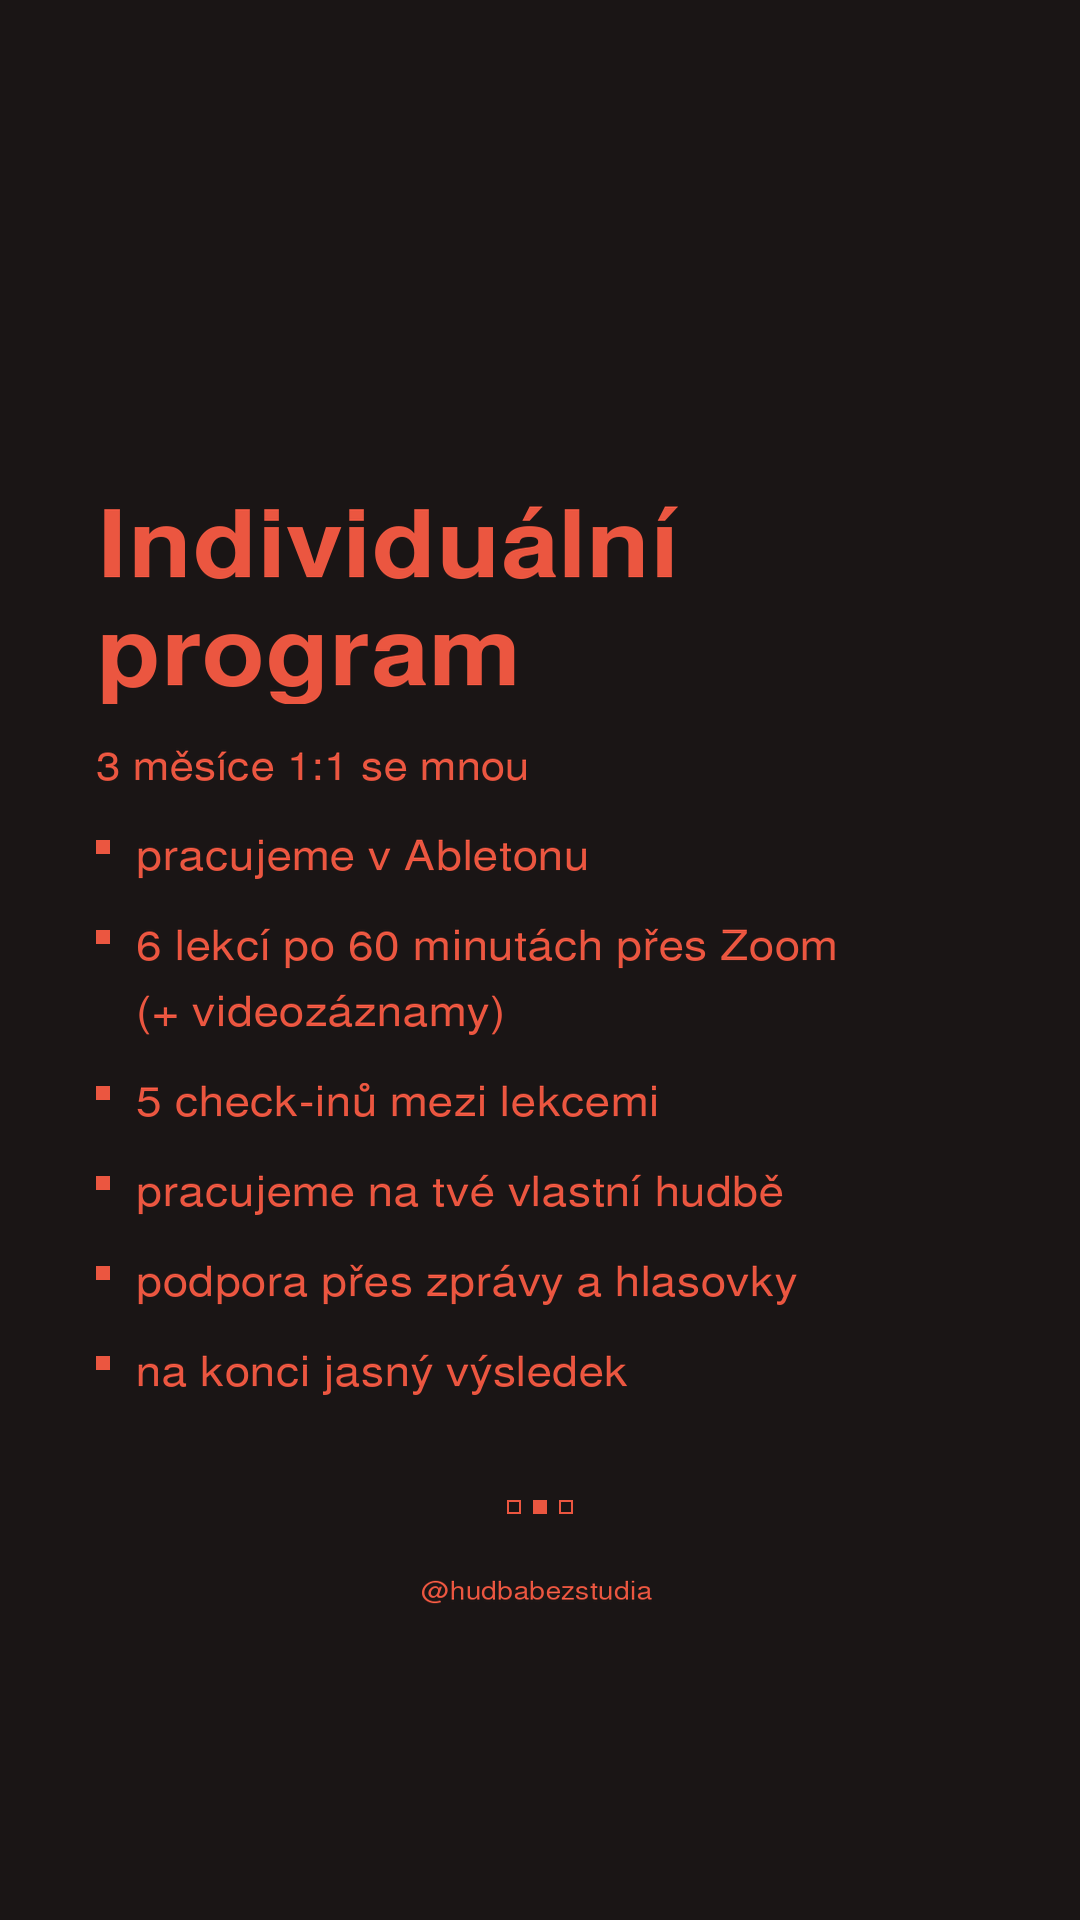 Individuální
program
3 měsíce 1:1 se mnou
pracujeme v Abletonu
6 lekcí po 60 minutách přes Zoom
(+ videozáznamy)
5 check-inů mezi lekcemi
pracujeme na tvé vlastní hudbě
podpora přes zprávy a hlasovky
na konci jasný výsledek
@hudbabezstudia